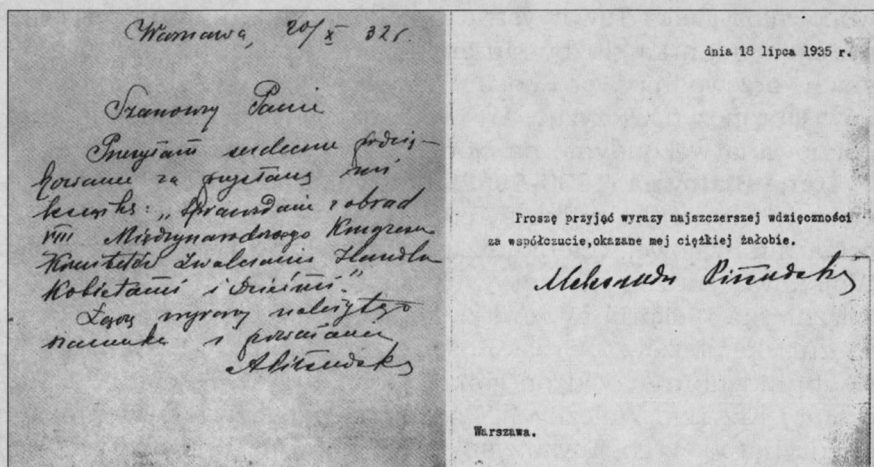 Warszawa, 20/X 32 r.
Szanowny Panie
Przesyłam serdeczne podzię-
kowanie za przysłaną mi
książkę: „Sprawozdanie z obrad
VIII Międzynarodowego Kongresu
Komitetów Zwalczania Handlu
Kobietami i Dziećmi."
Łączę wyrazy należytego
szacunku i poważania
APiłsudska
dnia 18 lipca 1935 r.
Proszę przyjąć wyrazy najszczerszej wdzięczności
za współczucie,okazane mej ciężkiej żałobie.
Aleksandra Piłsudska
Warszawa.